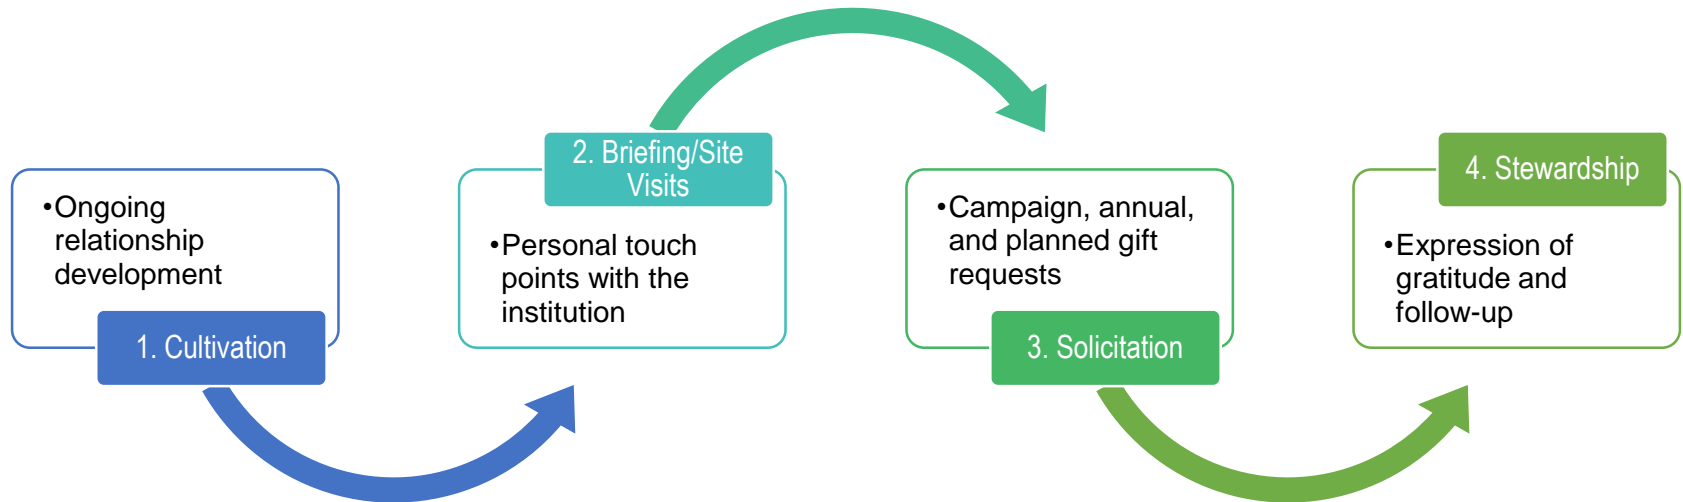 •Ongoing
relationship
development
1. Cultivation
2. Briefing/Site
Visits
•Personal touch
points with the
institution
•Campaign, annual,
and planned gift
requests
3. Solicitation
4. Stewardship
•Expression of
gratitude and
follow-up